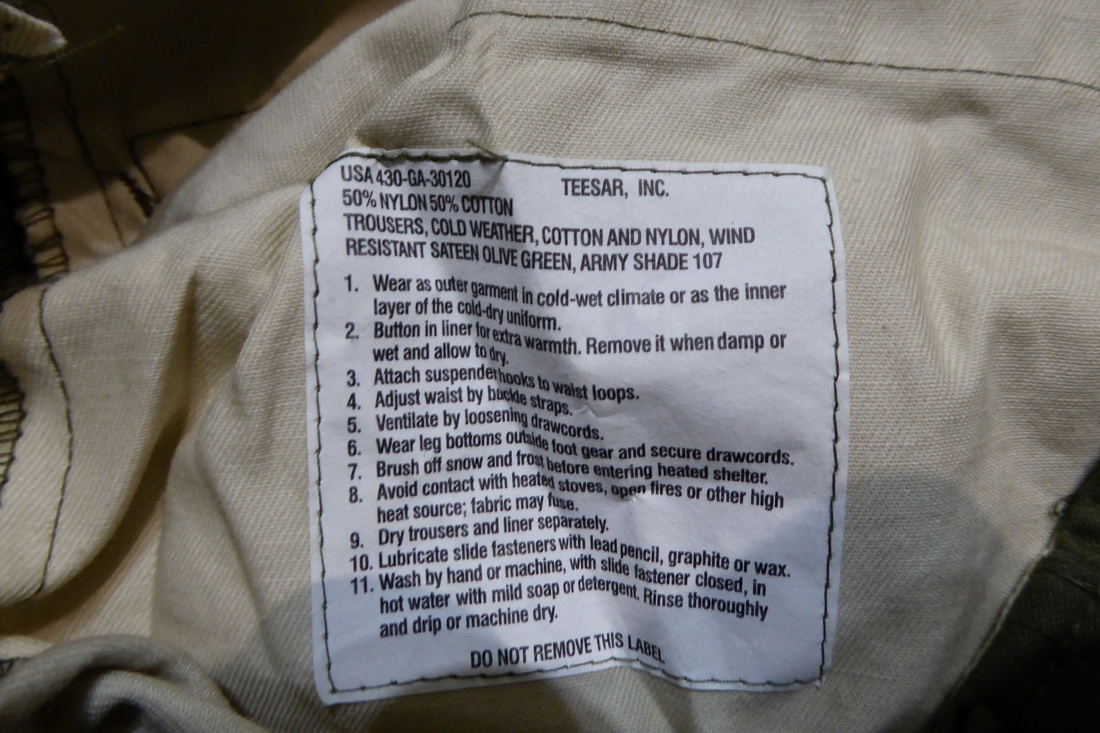 USA 430-GA-30120 TEESAR, INC.
50% NYLON 50% COTTON
TROUSERS, COLD WEATHER, COTTON AND NYLON, WIND
RESISTANT SATEEN OLIVE GREEN, ARMY SHADE 107
1. Wear as outer garment in cold-wet climate or as the inner
layer of the cold-dry uniform.
2. Button in liner for extra warmth. Remove it when damp or
wet and allow to dry.
3. Attach suspender hooks to waist loops.
4. Adjust waist by buckle straps.
5. Ventilate by loosening drawcords.
6. Wear leg bottoms outside foot gear and secure drawcords.
7. Brush off snow and frost before entering heated shelter.
8. Avoid contact with heated stoves, open fires or other high
heat source; fabric may fuse.
9. Dry trousers and liner separately.
10. Lubricate slide fasteners with lead pencil, graphite or wax.
11. Wash by hand or machine, with slide fastener closed, in
hot water with mild soap or detergent. Rinse thoroughly
and drip or machine dry.
DO NOT REMOVE THIS LABEL